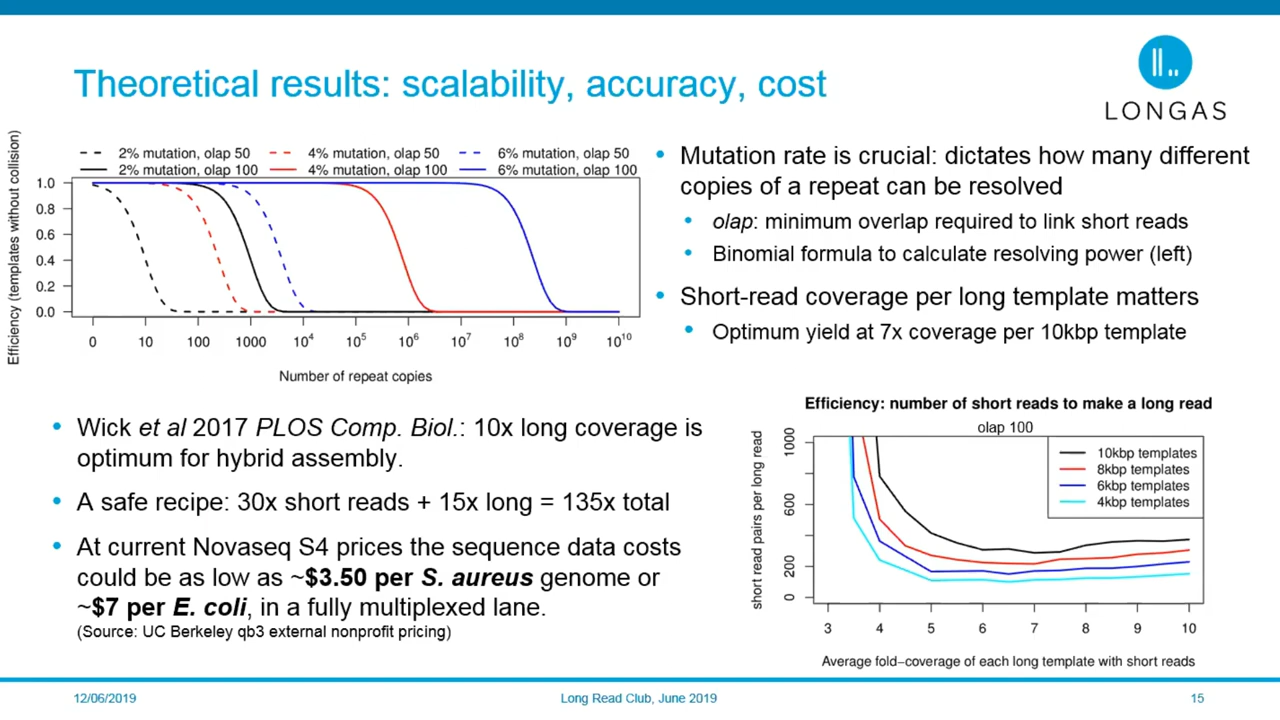 Theoretical results: scalability, accuracy, cost
LONGAS
2% mutation, olap 50
4% mutation, olap 50
6% mutation, olap 50
2% mutation, olap 100
4% mutation, olap 100
6% mutation, olap 100
Efficiency (templates without collision)
1.0
0.8
0.6
0.4
0.2
0.0
0 10 100 1000 10⁴ 10⁵ 10⁶ 10⁷ 10⁸ 10⁹ 10¹⁰
Number of repeat copies
• Mutation rate is crucial: dictates how many different
copies of a repeat can be resolved
• olap: minimum overlap required to link short reads
• Binomial formula to calculate resolving power (left)
• Short-read coverage per long template matters
• Optimum yield at 7x coverage per 10kbp template
• Wick et al 2017 PLOS Comp. Biol.: 10x long coverage is
optimum for hybrid assembly.
• A safe recipe: 30x short reads + 15x long = 135x total
• At current Novaseq S4 prices the sequence data costs
could be as low as ~$3.50 per S. aureus genome or
~$7 per E. coli, in a fully multiplexed lane.
(Source: UC Berkeley qb3 external nonprofit pricing)
Efficiency: number of short reads to make a long read
olap 100
short read pairs per long read
1000
600
200
0
10kbp templates
8kbp templates
6kbp templates
4kbp templates
3 4 5 6 7 8 9 10
Average fold−coverage of each long template with short reads
12/06/2019
Long Read Club, June 2019
15